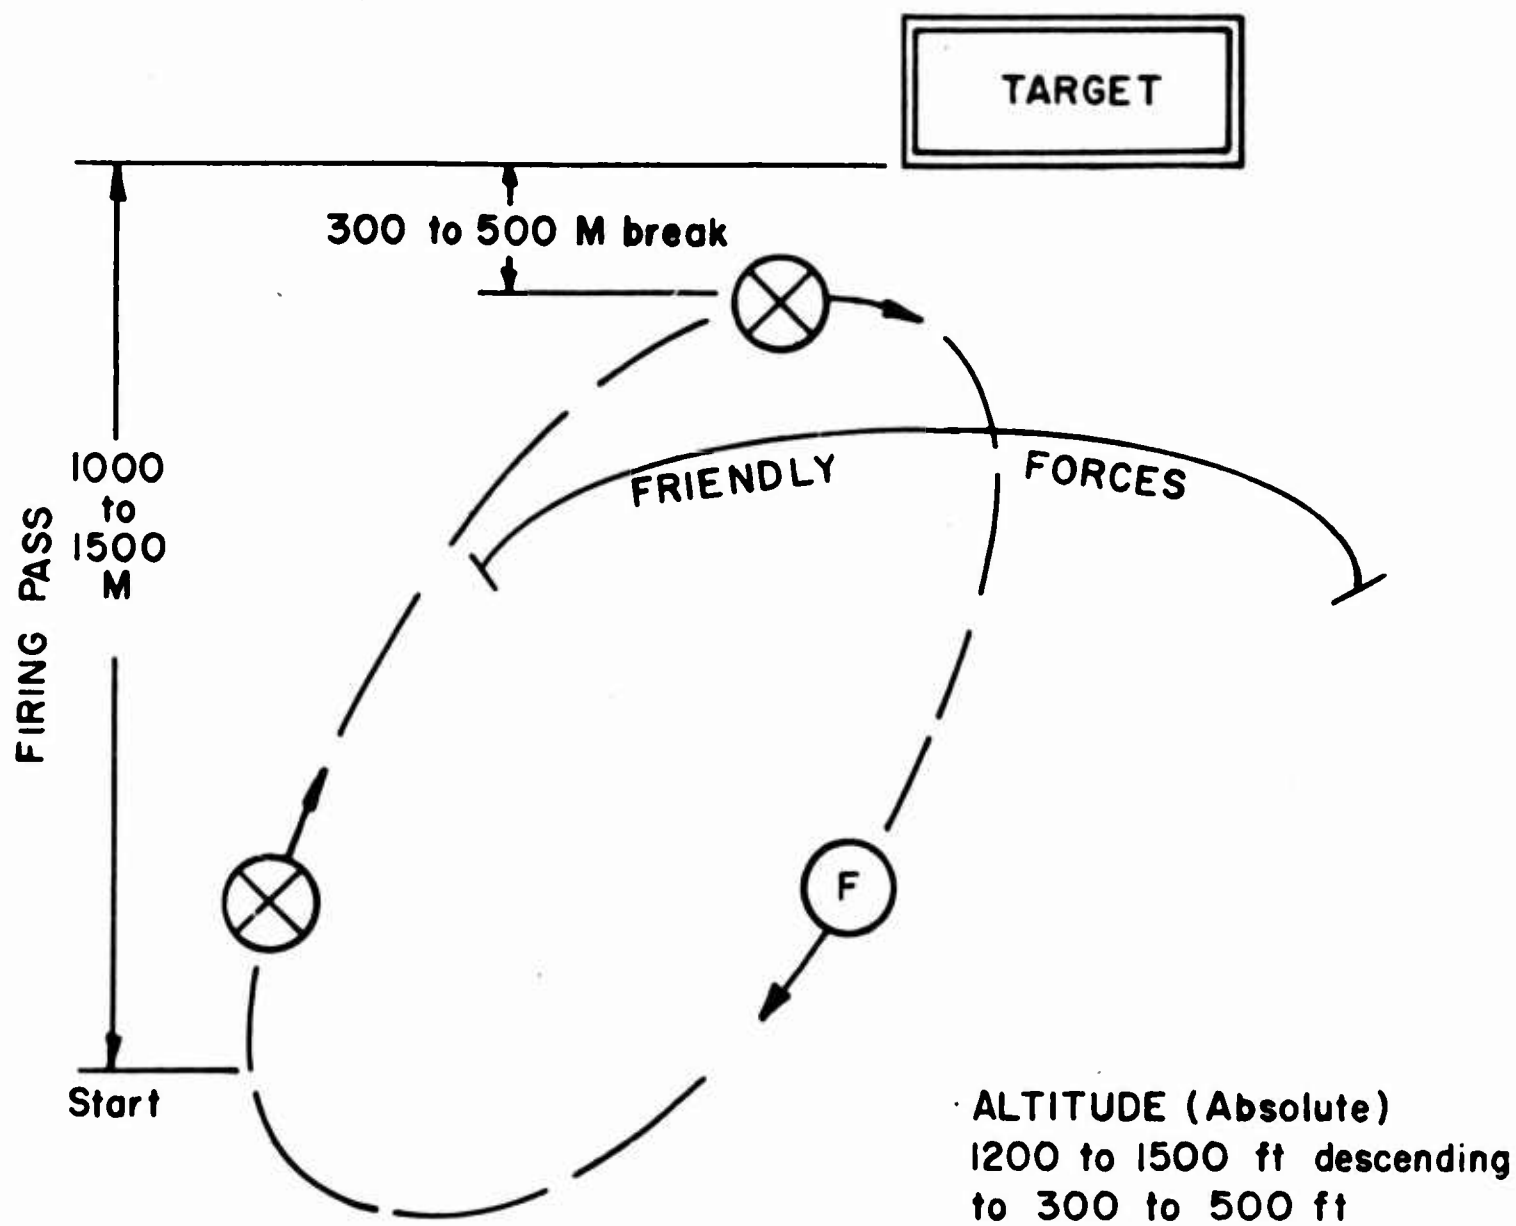 TARGET
300 to 500 M break
FRIENDLY FORCES
FIRING PASS
1000
to
1500
M
F
Start
ALTITUDE (Absolute)
1200 to 1500 ft descending
to 300 to 500 ft